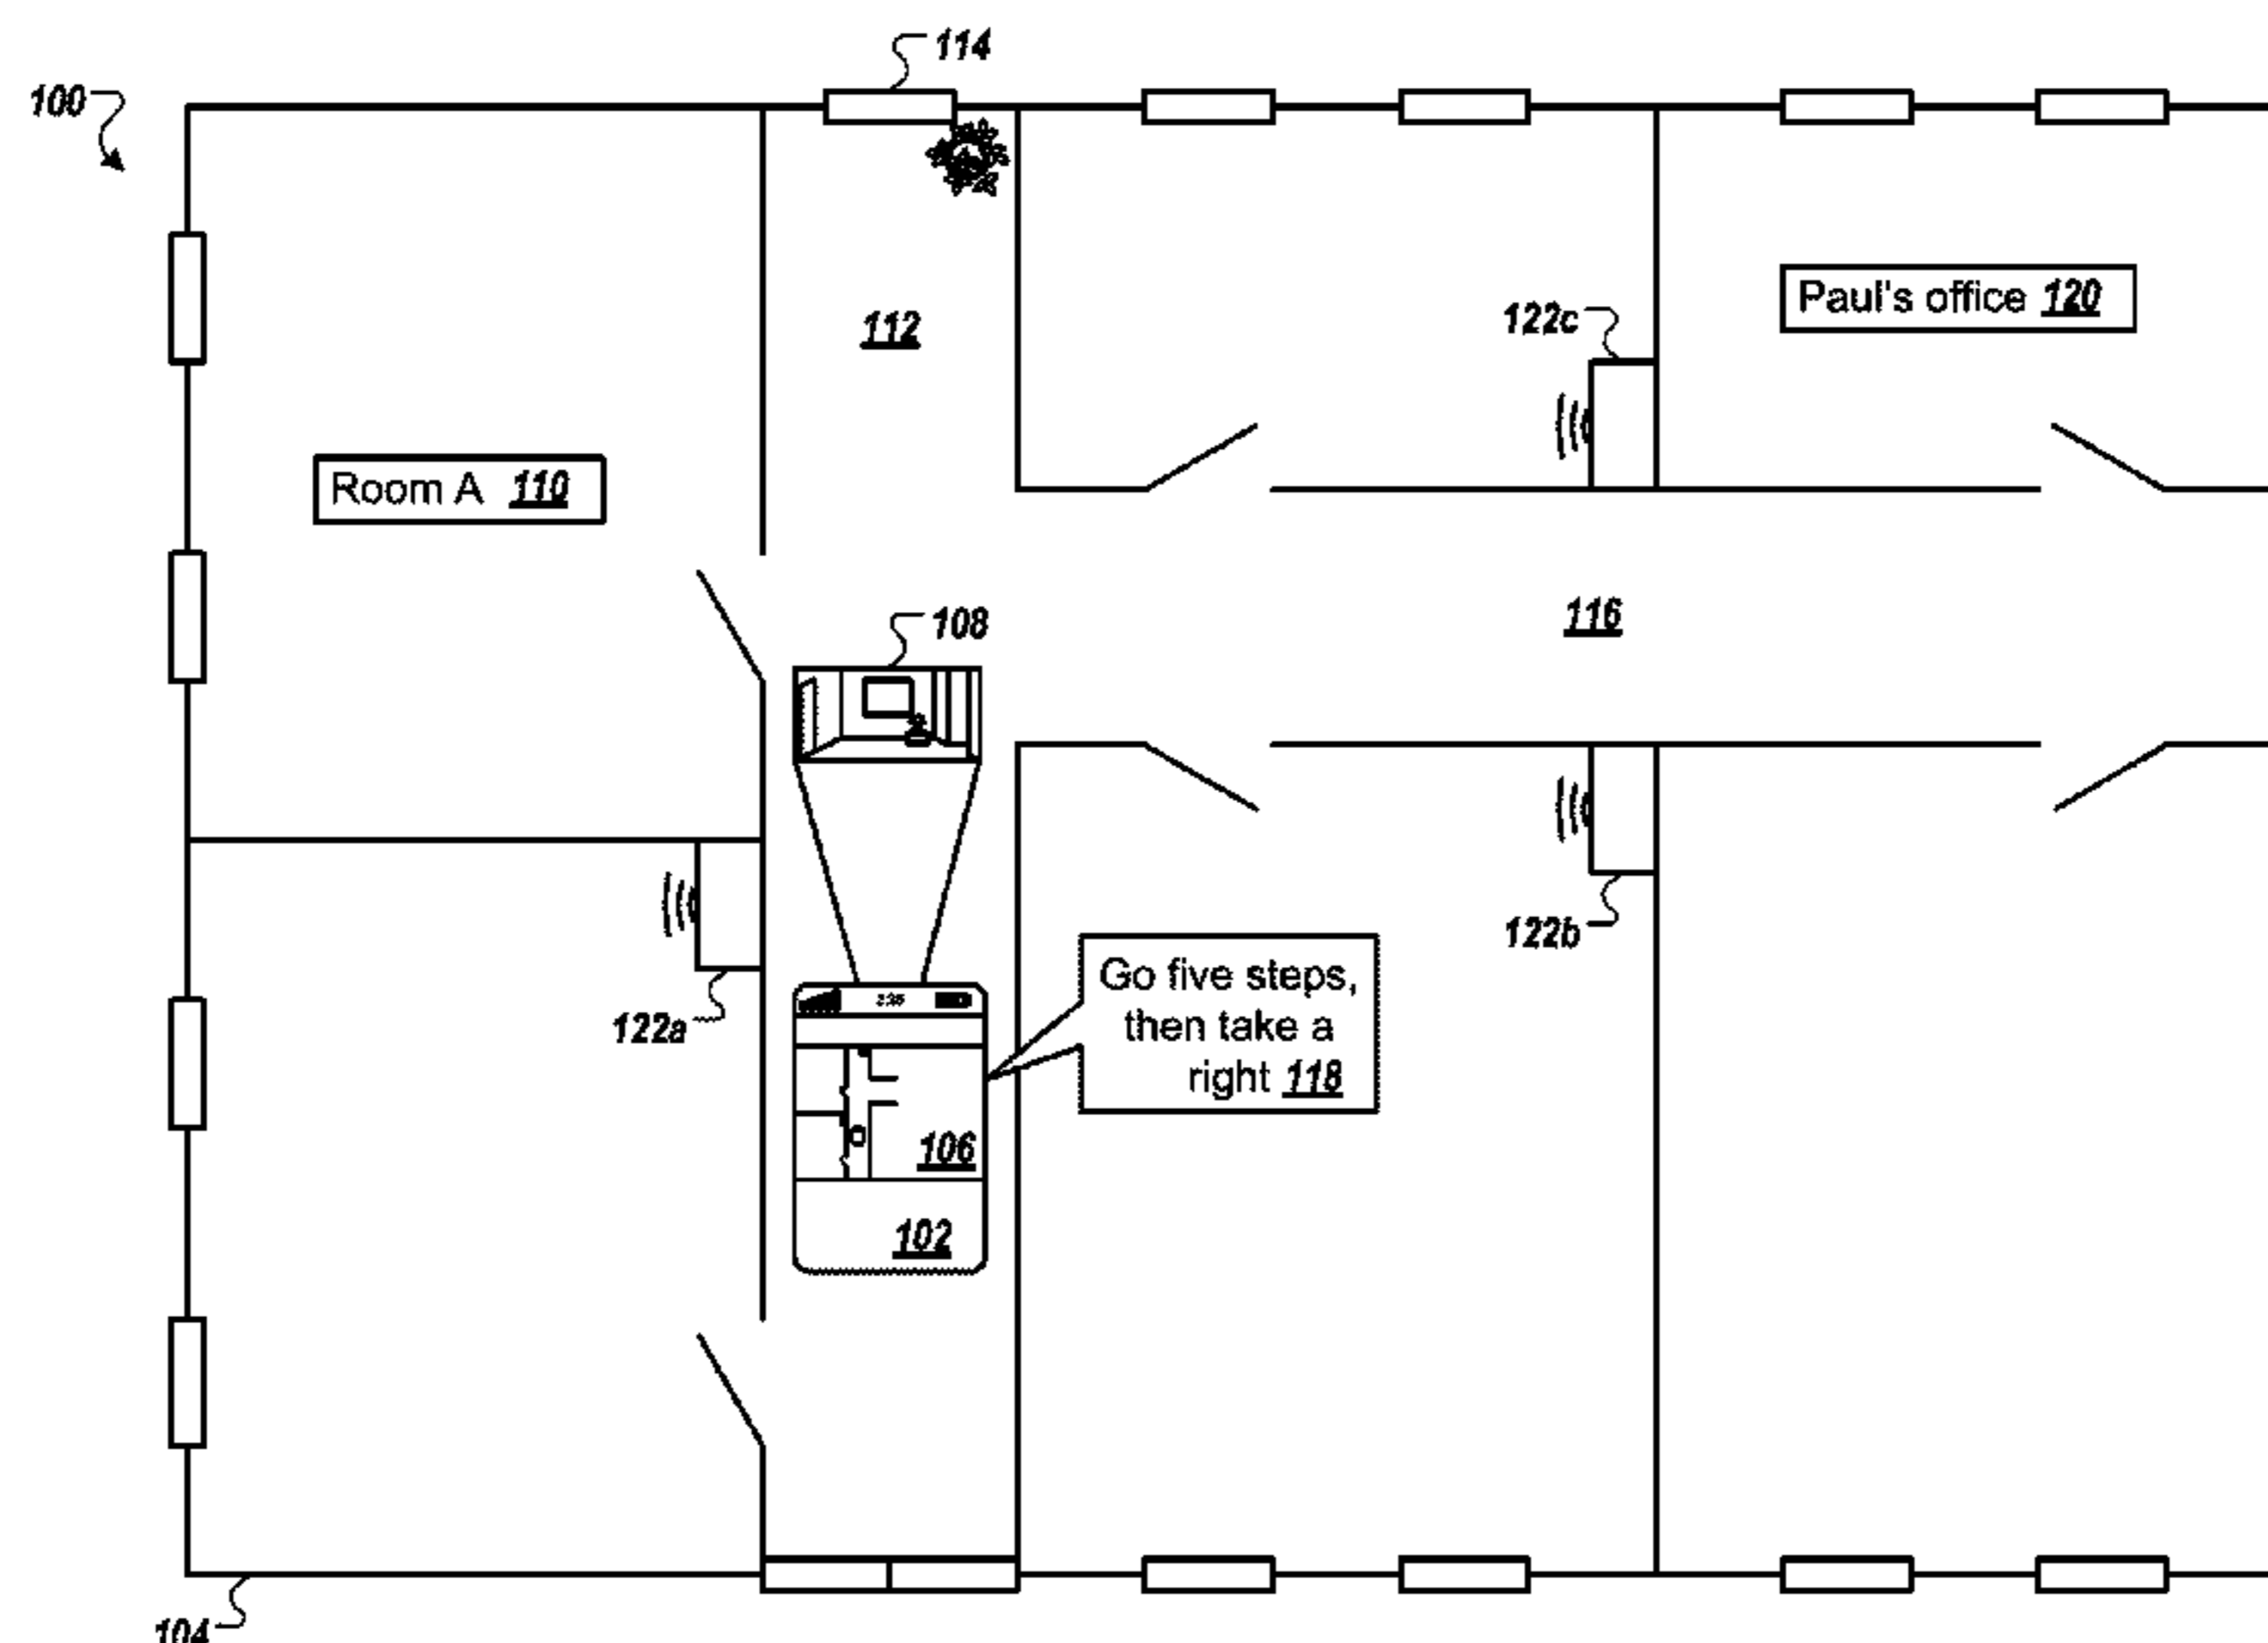 114
100
Paul's office 120
122c
112
Room A 110
116
108
122b
Go five steps,
then take a
right 118
122a
106
102
104